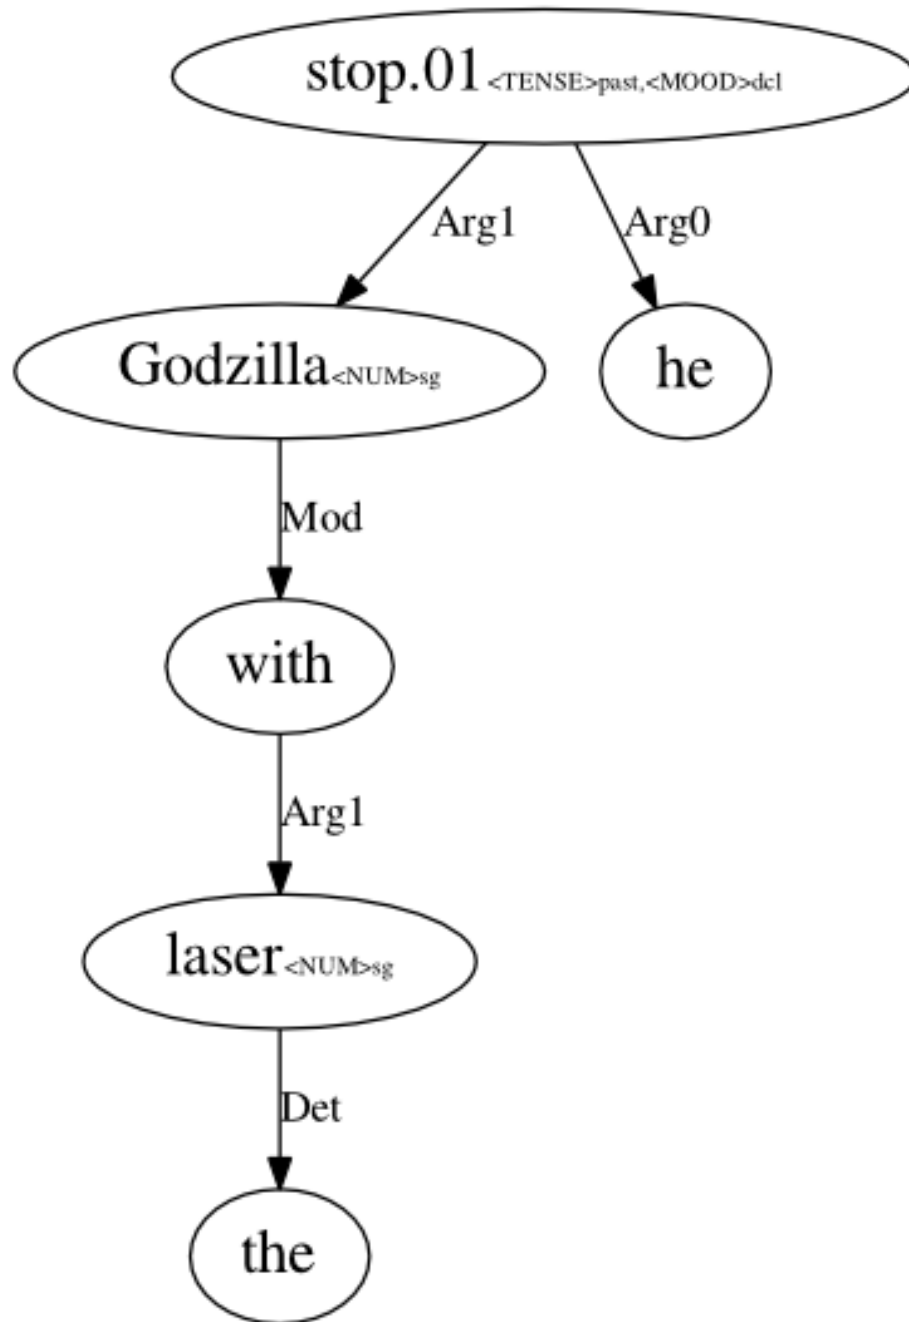 stop.01<TENSE>past,<MOOD>dcl
Arg1 Arg0
Godzilla<NUM>sg he
Mod
with
Arg1
laser<NUM>sg
Det
the